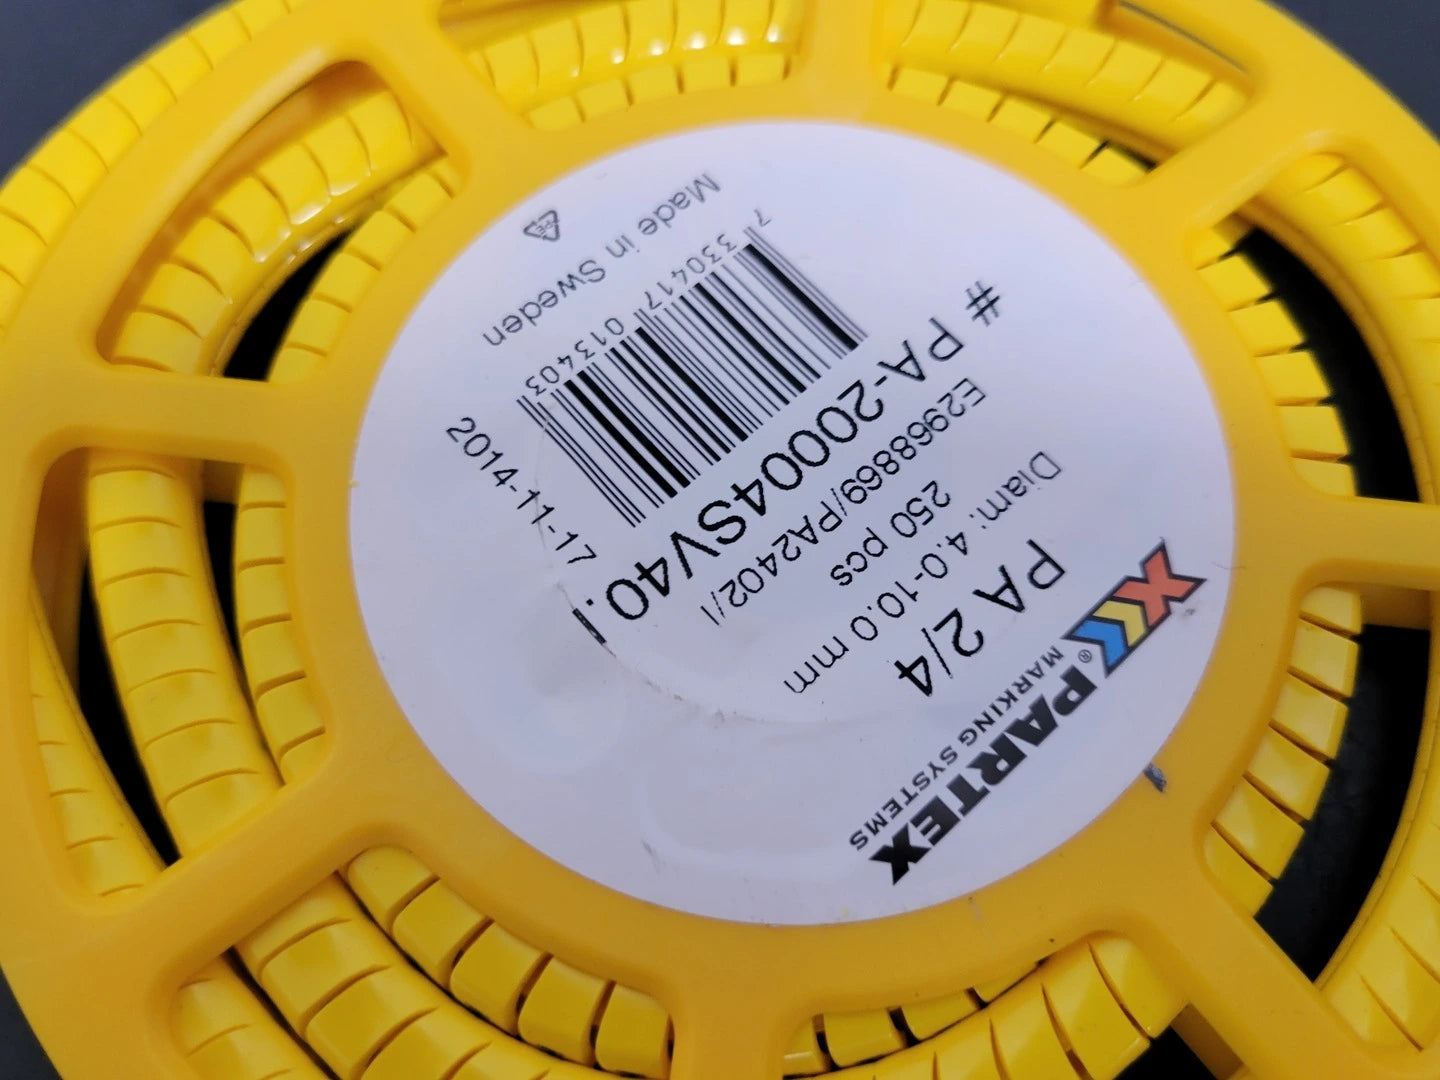 PARTEX®
MARKING SYSTEMS
PA 2/4
Diam: 4.0-10.0 mm
250 pcs
E2968869/PA2402/I
# PA-20004SV40.I
7 330417 013403
2014-11-17
Made in Sweden
PE